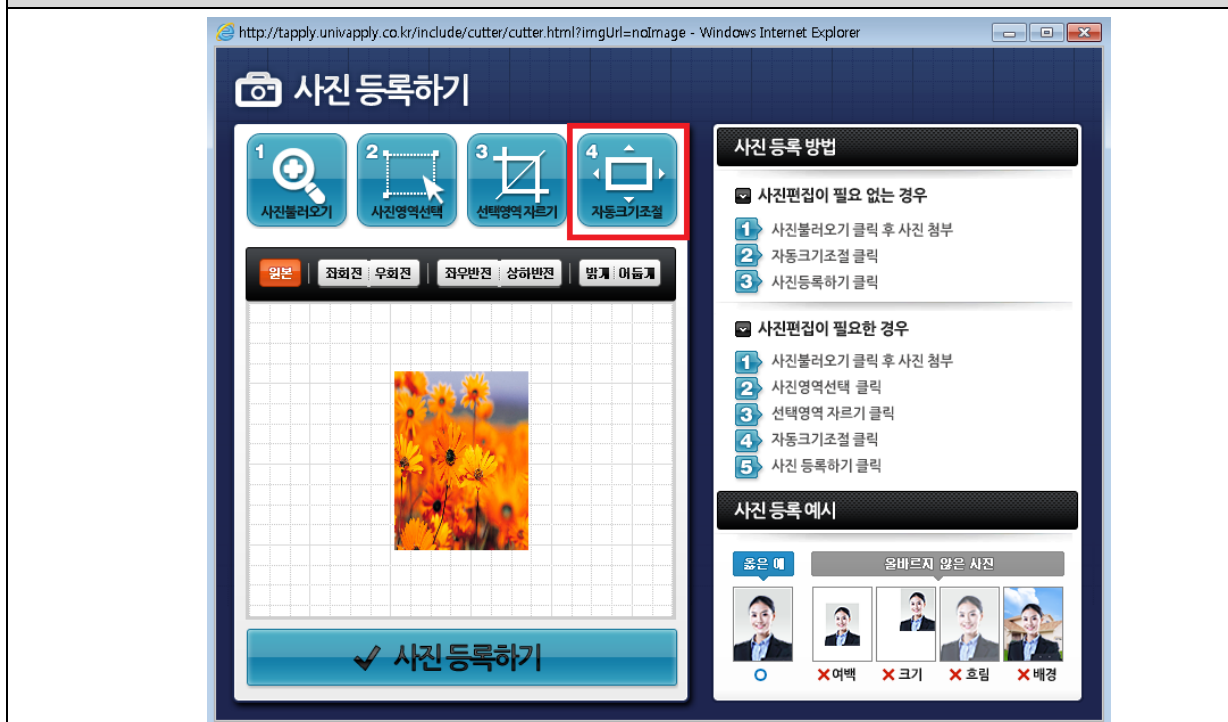 http://tapply.univapply.co.kr/include/cutter/cutter.html?imgUrl=noImage - Windows Internet Explorer
사진 등록하기
1 사진불러오기
2 사진영역선택
3 선택영역 자르기
4 자동크기조절
원본 좌회전 우회전 좌우반전 상하반전 밝게 어둡게
사진 등록하기
사진 등록 방법
사진편집이 필요 없는 경우
1 사진불러오기 클릭 후 사진 첨부
2 자동크기조절 클릭
3 사진등록하기 클릭
사진편집이 필요한 경우
1 사진불러오기 클릭 후 사진 첨부
2 사진영역선택 클릭
3 선택영역 자르기 클릭
4 자동크기조절 클릭
5 사진 등록하기 클릭
사진 등록 예시
옳은 예 올바르지 않은 사진
여백 크기 흐림 배경